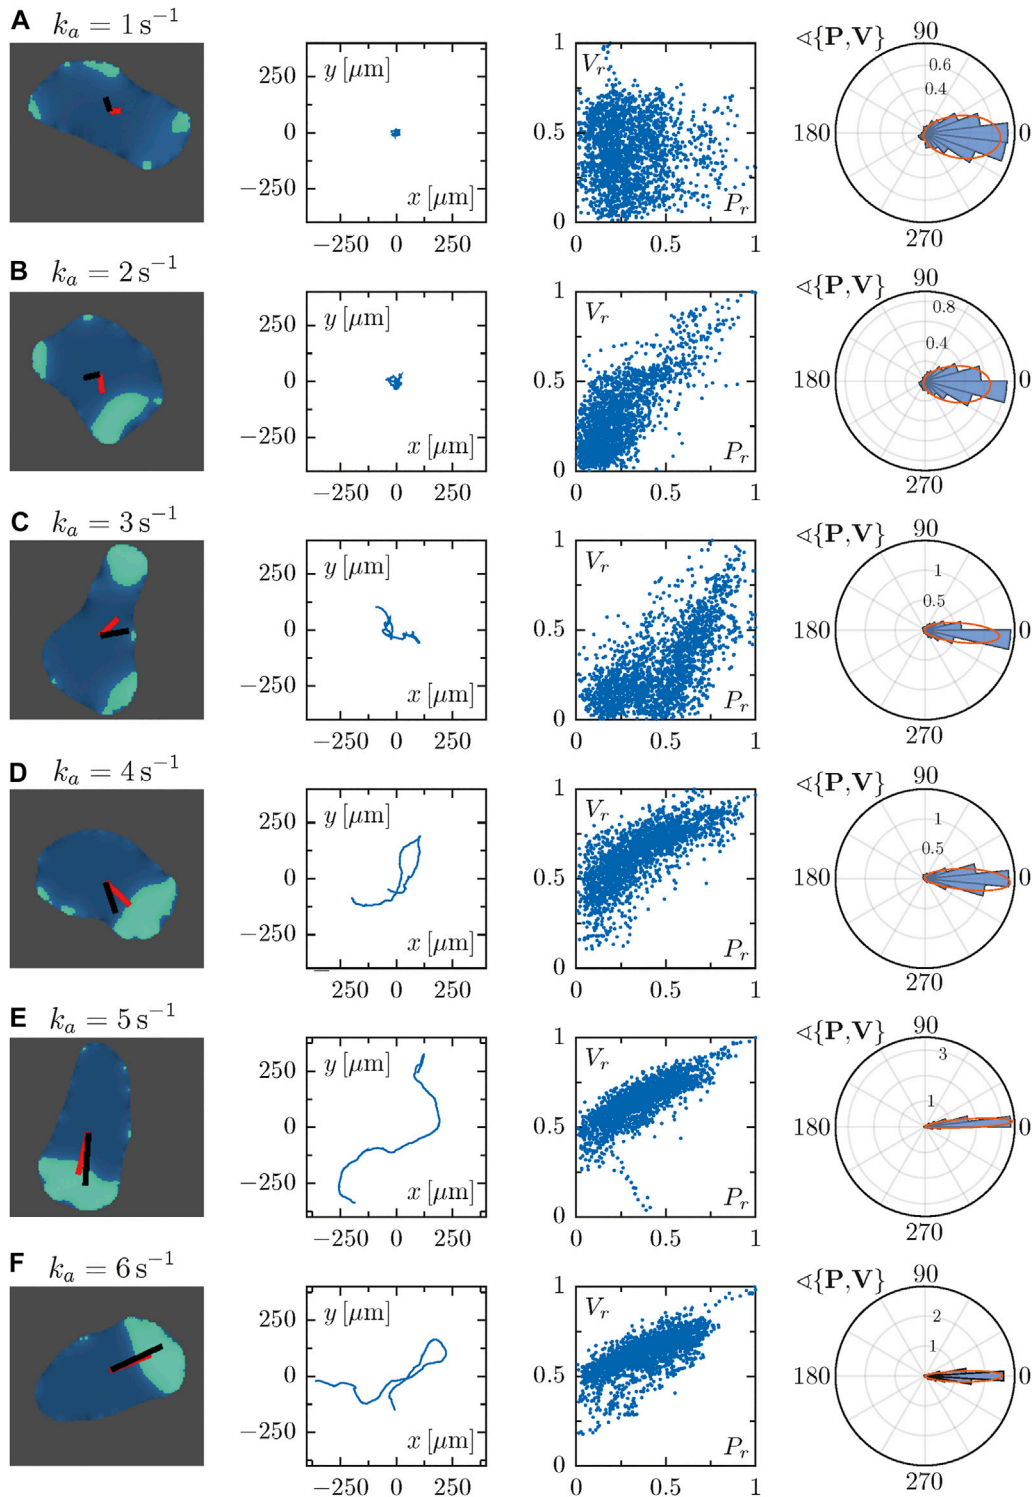 A k_a = 1 s⁻¹
y [μm]
250
0
−250
x [μm]
−250 0 250
1
V_r
0.5
P_r
0
0 0.5 1
∢{P,V} 90
0.6
0.4
180 0
270
B k_a = 2 s⁻¹
y [μm]
250
0
−250
x [μm]
−250 0 250
1
V_r
0.5
P_r
0
0 0.5 1
∢{P,V} 90
0.8
0.4
180 0
270
C k_a = 3 s⁻¹
y [μm]
250
0
−250
x [μm]
−250 0 250
1
V_r
0.5
P_r
0
0 0.5 1
∢{P,V} 90
1
0.5
180 0
270
D k_a = 4 s⁻¹
y [μm]
250
0
−250
x [μm]
−
250 0 250
1
V_r
0.5
P_r
0
0 0.5 1
∢{P,V} 90
1
0.5
180 0
270
E k_a = 5 s⁻¹
y [μm]
250
0
−250
x [μm]
−250 0 250
1
V_r
0.5
P_r
0
0 0.5 1
∢{P,V} 90
3
1
180 0
270
F k_a = 6 s⁻¹
y [μm]
250
0
−250
x [μm]
−250 0 250
1
V_r
0.5
P_r
0
0 0.5 1
∢{P,V} 90
2
1
180 0
270